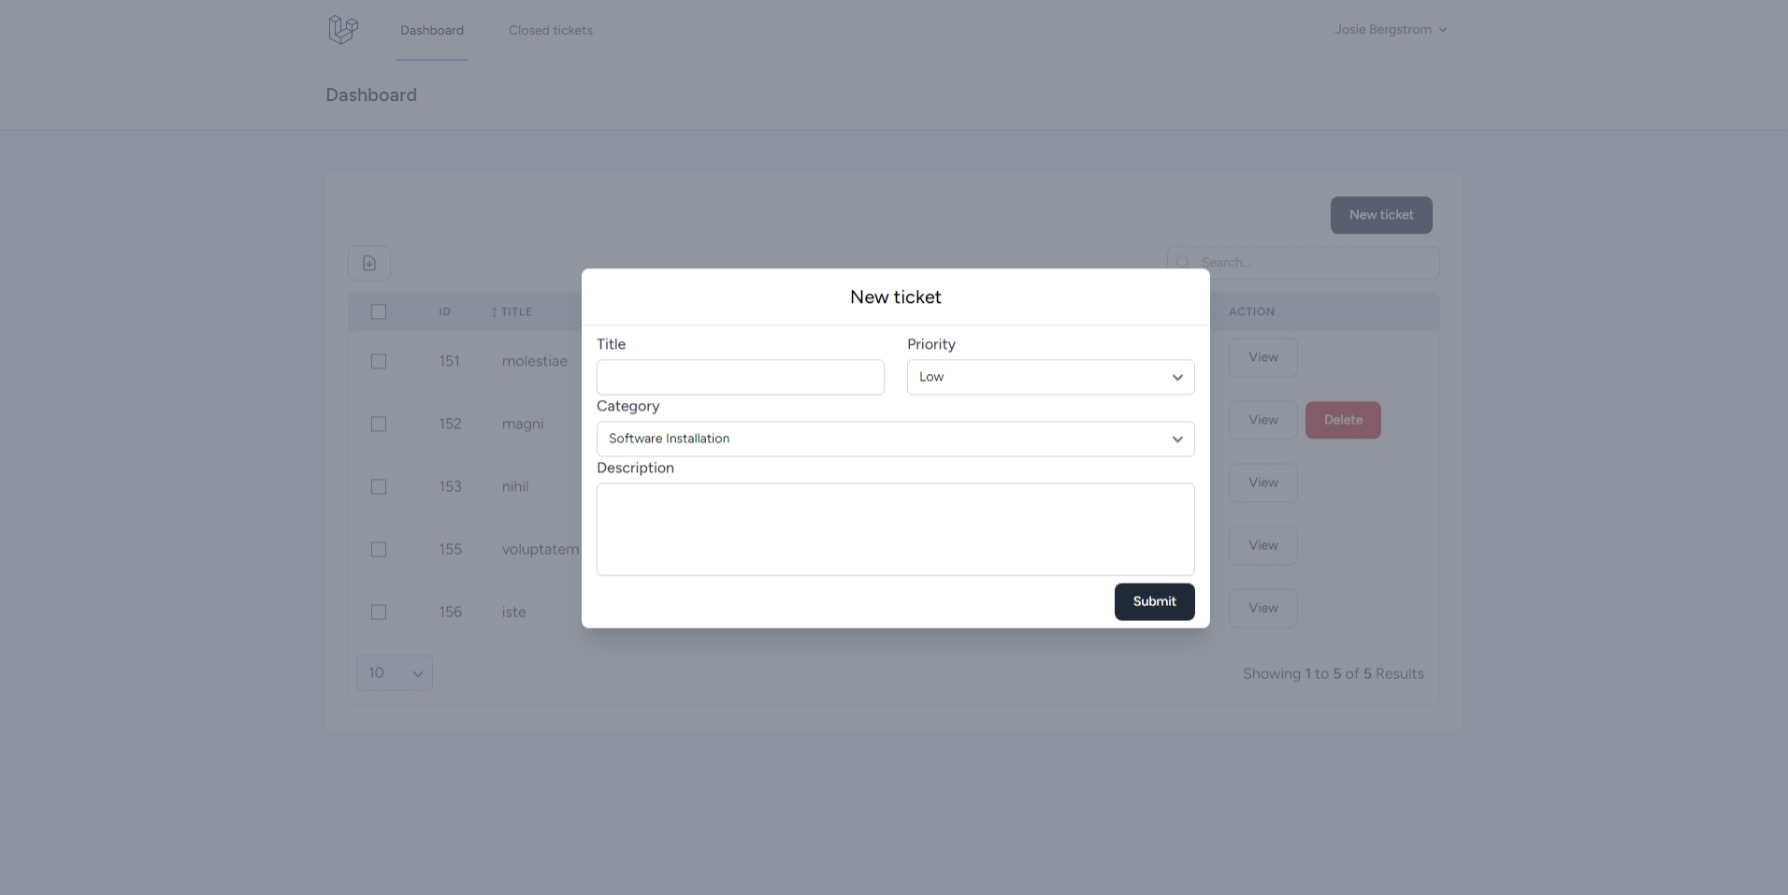 Dashboard Closed tickets Josie Bergstrom
Dashboard
New ticket
Search...
New ticket
ID TITLE ACTION
Title Priority
Low
151 molestiae View
Category
152 magni View Delete
Software Installation
Description
153 nihil View
155 voluptatem View
Submit
156 iste View
10 Showing 1 to 5 of 5 Results